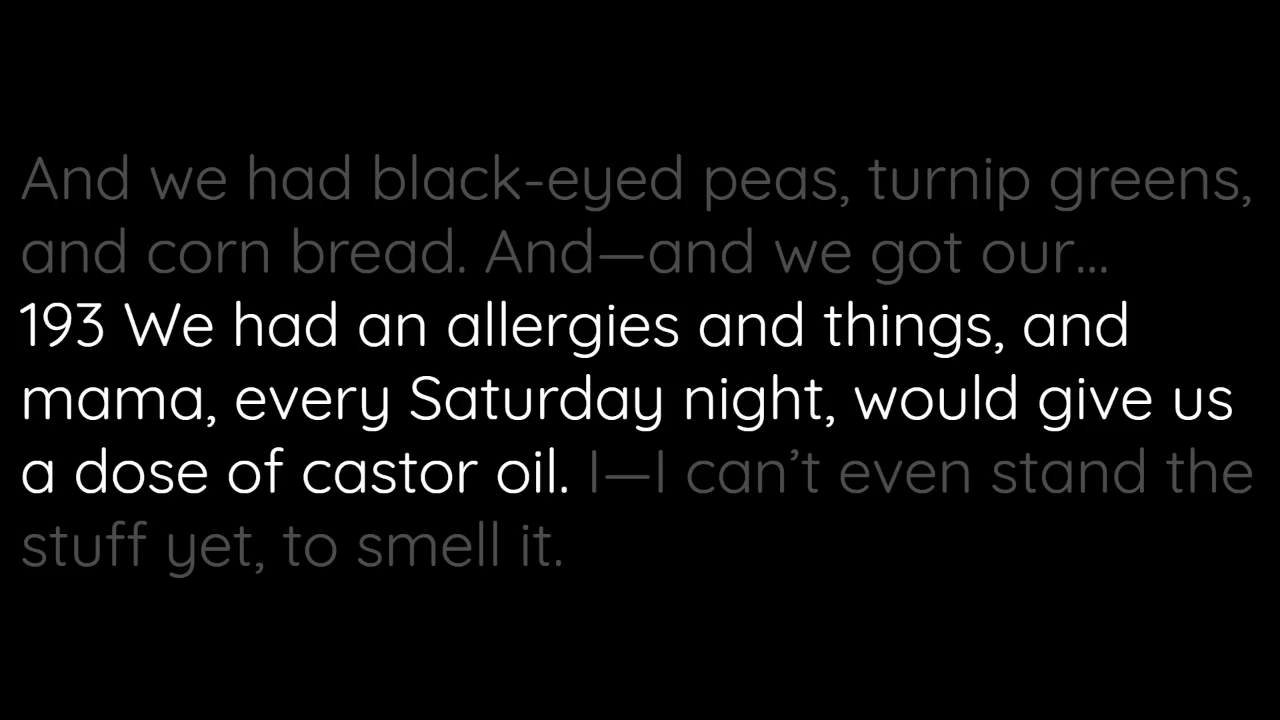 And we had black-eyed peas, turnip greens,
and corn bread. And—and we got our...
193 We had an allergies and things, and
mama, every Saturday night, would give us
a dose of castor oil. I—I can’t even stand the
stuff yet, to smell it.